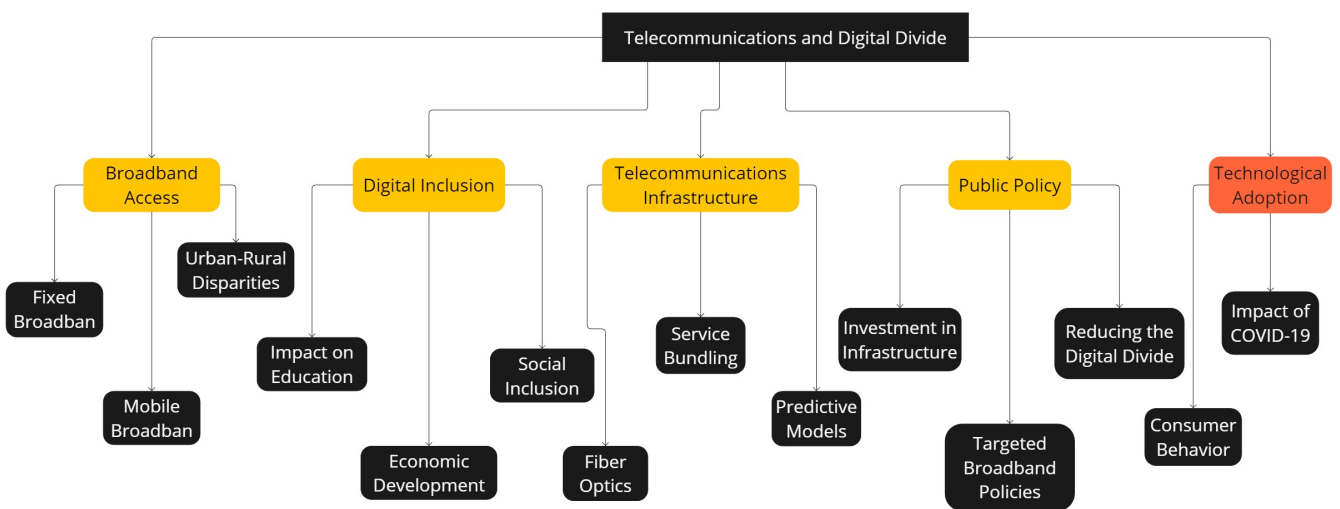 Telecommunications and Digital Divide
Broadband
Access
Digital Inclusion
Telecommunications
Infrastructure
Public Policy
Technological
Adoption
Fixed
Broadban
Mobile
Broadban
Urban-Rural
Disparities
Impact on
Education
Economic
Development
Social
Inclusion
Fiber
Optics
Service
Bundling
Predictive
Models
Investment in
Infrastructure
Targeted
Broadband
Policies
Reducing the
Digital Divide
Consumer
Behavior
Impact of
COVID-19